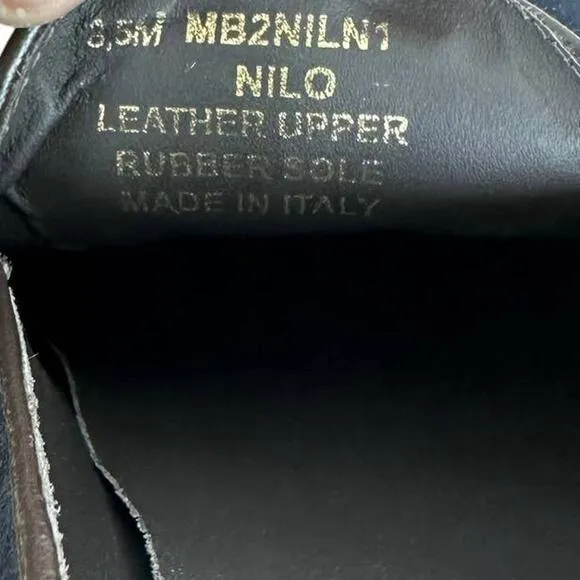 8,5M MB2NILN1
NILO
LEATHER UPPER
RUBBER SOLE
MADE IN ITALY